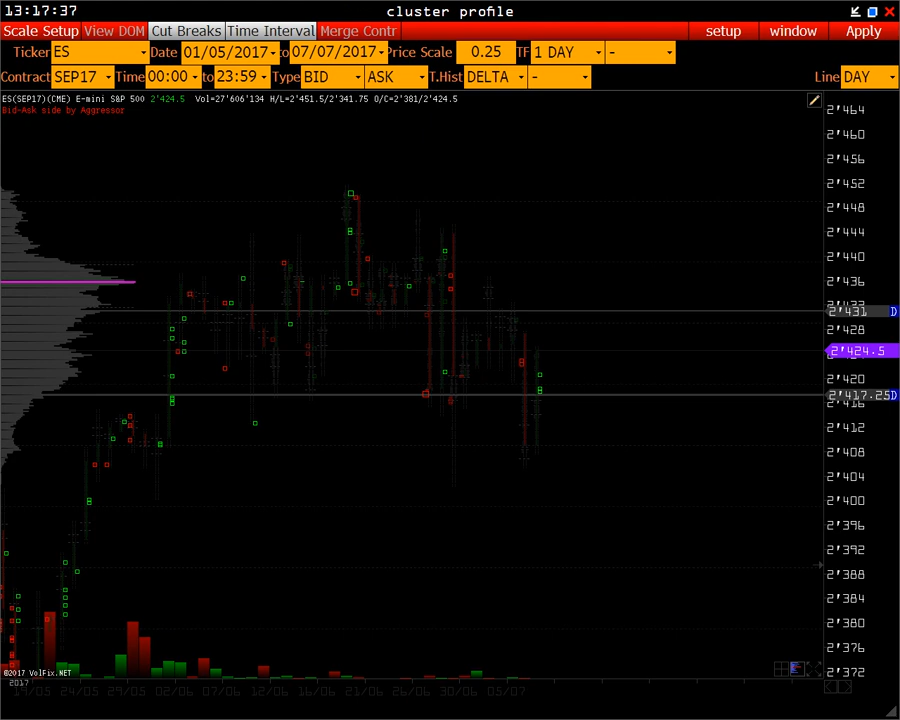 13:17:37 cluster profile
Scale Setup View DOM Cut Breaks Time Interval Merge Contr setup window Apply
Ticker ES Date 01/05/2017 to 07/07/2017 Price Scale 0.25 TF 1 DAY -
Contract SEP17 Time 00:00 to 23:59 Type BID ASK T.Hist DELTA - Line DAY
ES(SEP17)(CME) E-mini S&P 500 2'424.5 Vol=27'606'134 H/L=2'451.5/2'341.75 O/C=2'381/2'424.5
Bid-Ask side by Aggressor
2'464
2'460
2'456
2'452
2'448
2'444
2'440
2'436
2'431 D
2'428
2'424.5
2'420
2'417.25 D
2'416
2'412
2'408
2'404
2'400
2'396
2'392
2'388
2'384
2'380
2'376
2'372
©2017 VolFix.NET
2017
19/05 24/05 29/05 02/06 07/06 12/06 16/06 21/06 26/06 30/06 05/07